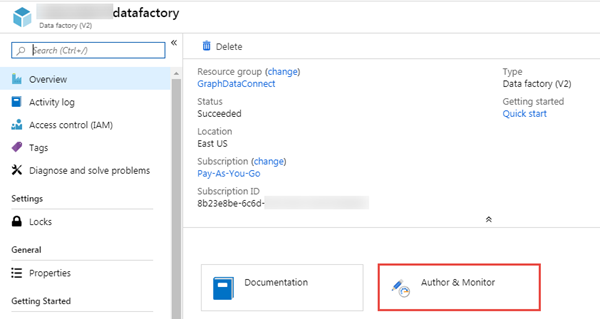 datafactory
Data factory (V2)
Search (Ctrl+/)
Overview
Activity log
Access control (IAM)
Tags
Diagnose and solve problems
Settings
Locks
General
Properties
Getting Started
Delete
Resource group (change)
GraphDataConnect
Status
Succeeded
Location
East US
Subscription (change)
Pay-As-You-Go
Subscription ID
8b23e8be-6c6d-
Type
Data factory (V2)
Getting started
Quick start
Documentation
Author & Monitor